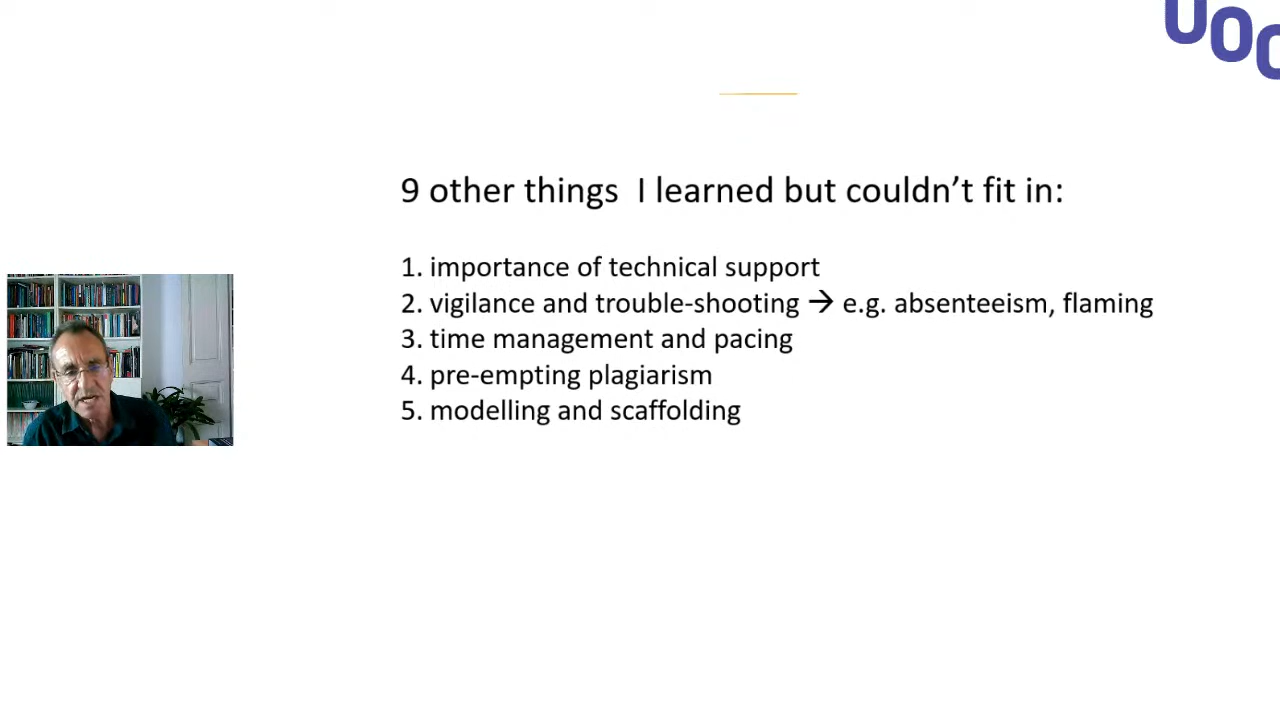 UOC
9 other things I learned but couldn’t fit in:
1. importance of technical support
2. vigilance and trouble-shooting → e.g. absenteeism, flaming
3. time management and pacing
4. pre-empting plagiarism
5. modelling and scaffolding